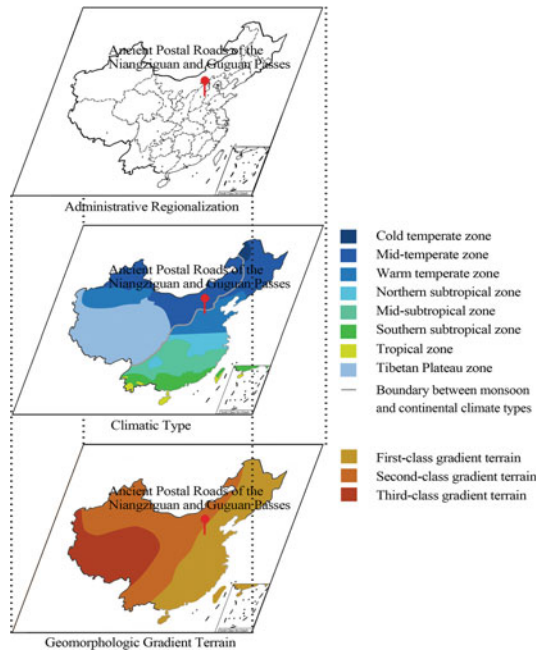 Ancient Postal Roads of the
Niangziguan and Guguan Passes
Administrative Regionalization
Ancient Postal Roads of the
Niangziguan and Guguan Passes
Climatic Type
Cold temperate zone
Mid-temperate zone
Warm temperate zone
Northern subtropical zone
Mid-subtropical zone
Southern subtropical zone
Tropical zone
Tibetan Plateau zone
Boundary between monsoon
and continental climate types
Ancient Postal Roads of the
Niangziguan and Guguan Passes
Geomorphologic Gradient Terrain
First-class gradient terrain
Second-class gradient terrain
Third-class gradient terrain